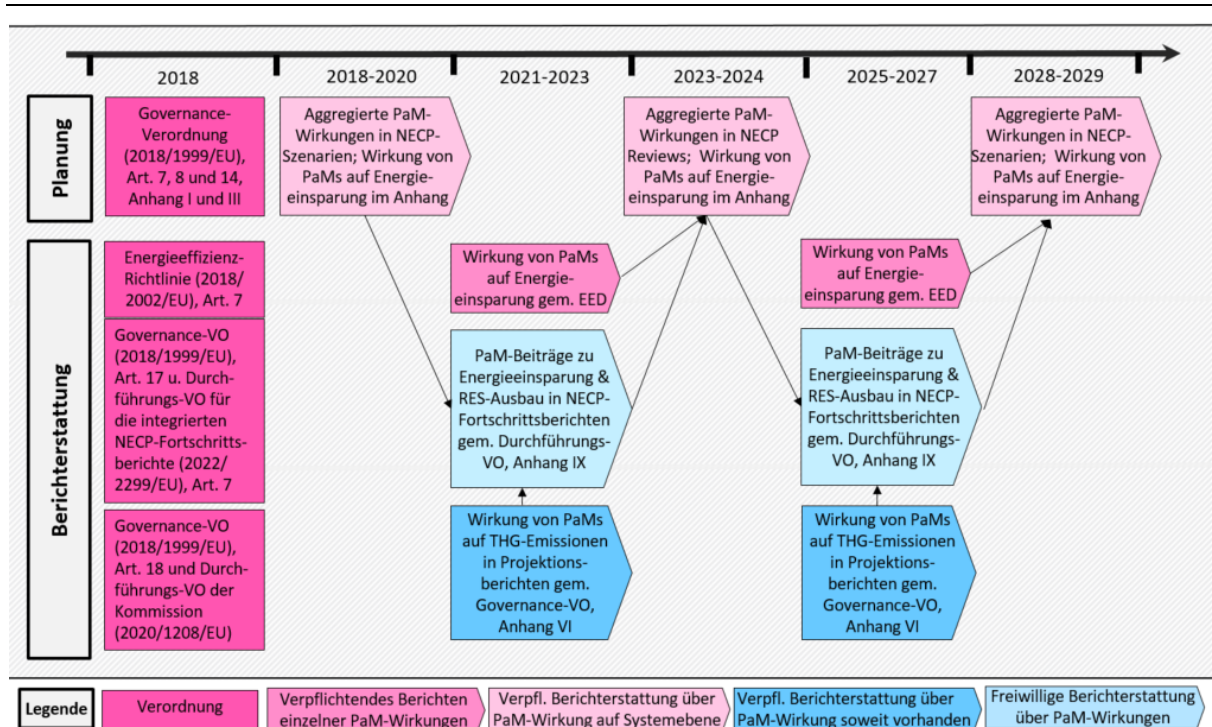 2018
2018-2020
2021-2023
2023-2024
2025-2027
2028-2029
Planung
Governance-
Verordnung
(2018/1999/EU),
Art. 7, 8 und 14,
Anhang I und III
Aggregierte PaM-
Wirkungen in NECP-
Szenarien; Wirkung von
PaMs auf Energie-
einsparung im Anhang
Aggregierte PaM-
Wirkungen in NECP
Reviews; Wirkung von
PaMs auf Energie-
einsparung im Anhang
Aggregierte PaM-
Wirkungen in NECP-
Szenarien; Wirkung von
PaMs auf Energie-
einsparung im Anhang
Berichterstattung
Energieeffizienz-
Richtlinie (2018/
2002/EU), Art. 7
Wirkung von PaMs
auf Energie-
einsparung gem. EED
Wirkung von PaMs
auf Energie-
einsparung gem. EED
Governance-VO
(2018/1999/EU),
Art. 17 u. Durch-
führungs-VO für
die integrierten
NECP-Fortschritts-
berichte (2022/
2299/EU), Art. 7
PaM-Beiträge zu
Energieeinsparung &
RES-Ausbau in NECP-
Fortschrittsberichten
gem. Durchführungs-
VO, Anhang IX
PaM-Beiträge zu
Energieeinsparung &
RES-Ausbau in NECP-
Fortschrittsberichten
gem. Durchführungs-
VO, Anhang IX
Governance-VO
(2018/1999/EU),
Art. 18 und Durch-
führungs-VO der
Kommission
(2020/1208/EU)
Wirkung von PaMs
auf THG-Emissionen
in Projektions-
berichten gem.
Governance-VO,
Anhang VI
Wirkung von PaMs
auf THG-Emissionen
in Projektions-
berichten gem.
Governance-VO,
Anhang VI
Legende
Verordnung
Verpflichtendes Berichten
einzelner PaM-Wirkungen
Verpfl. Berichterstattung über
PaM-Wirkung auf Systemebene
Verpfl. Berichterstattung über
PaM-Wirkung soweit vorhanden
Freiwillige Berichterstattung
über PaM-Wirkungen